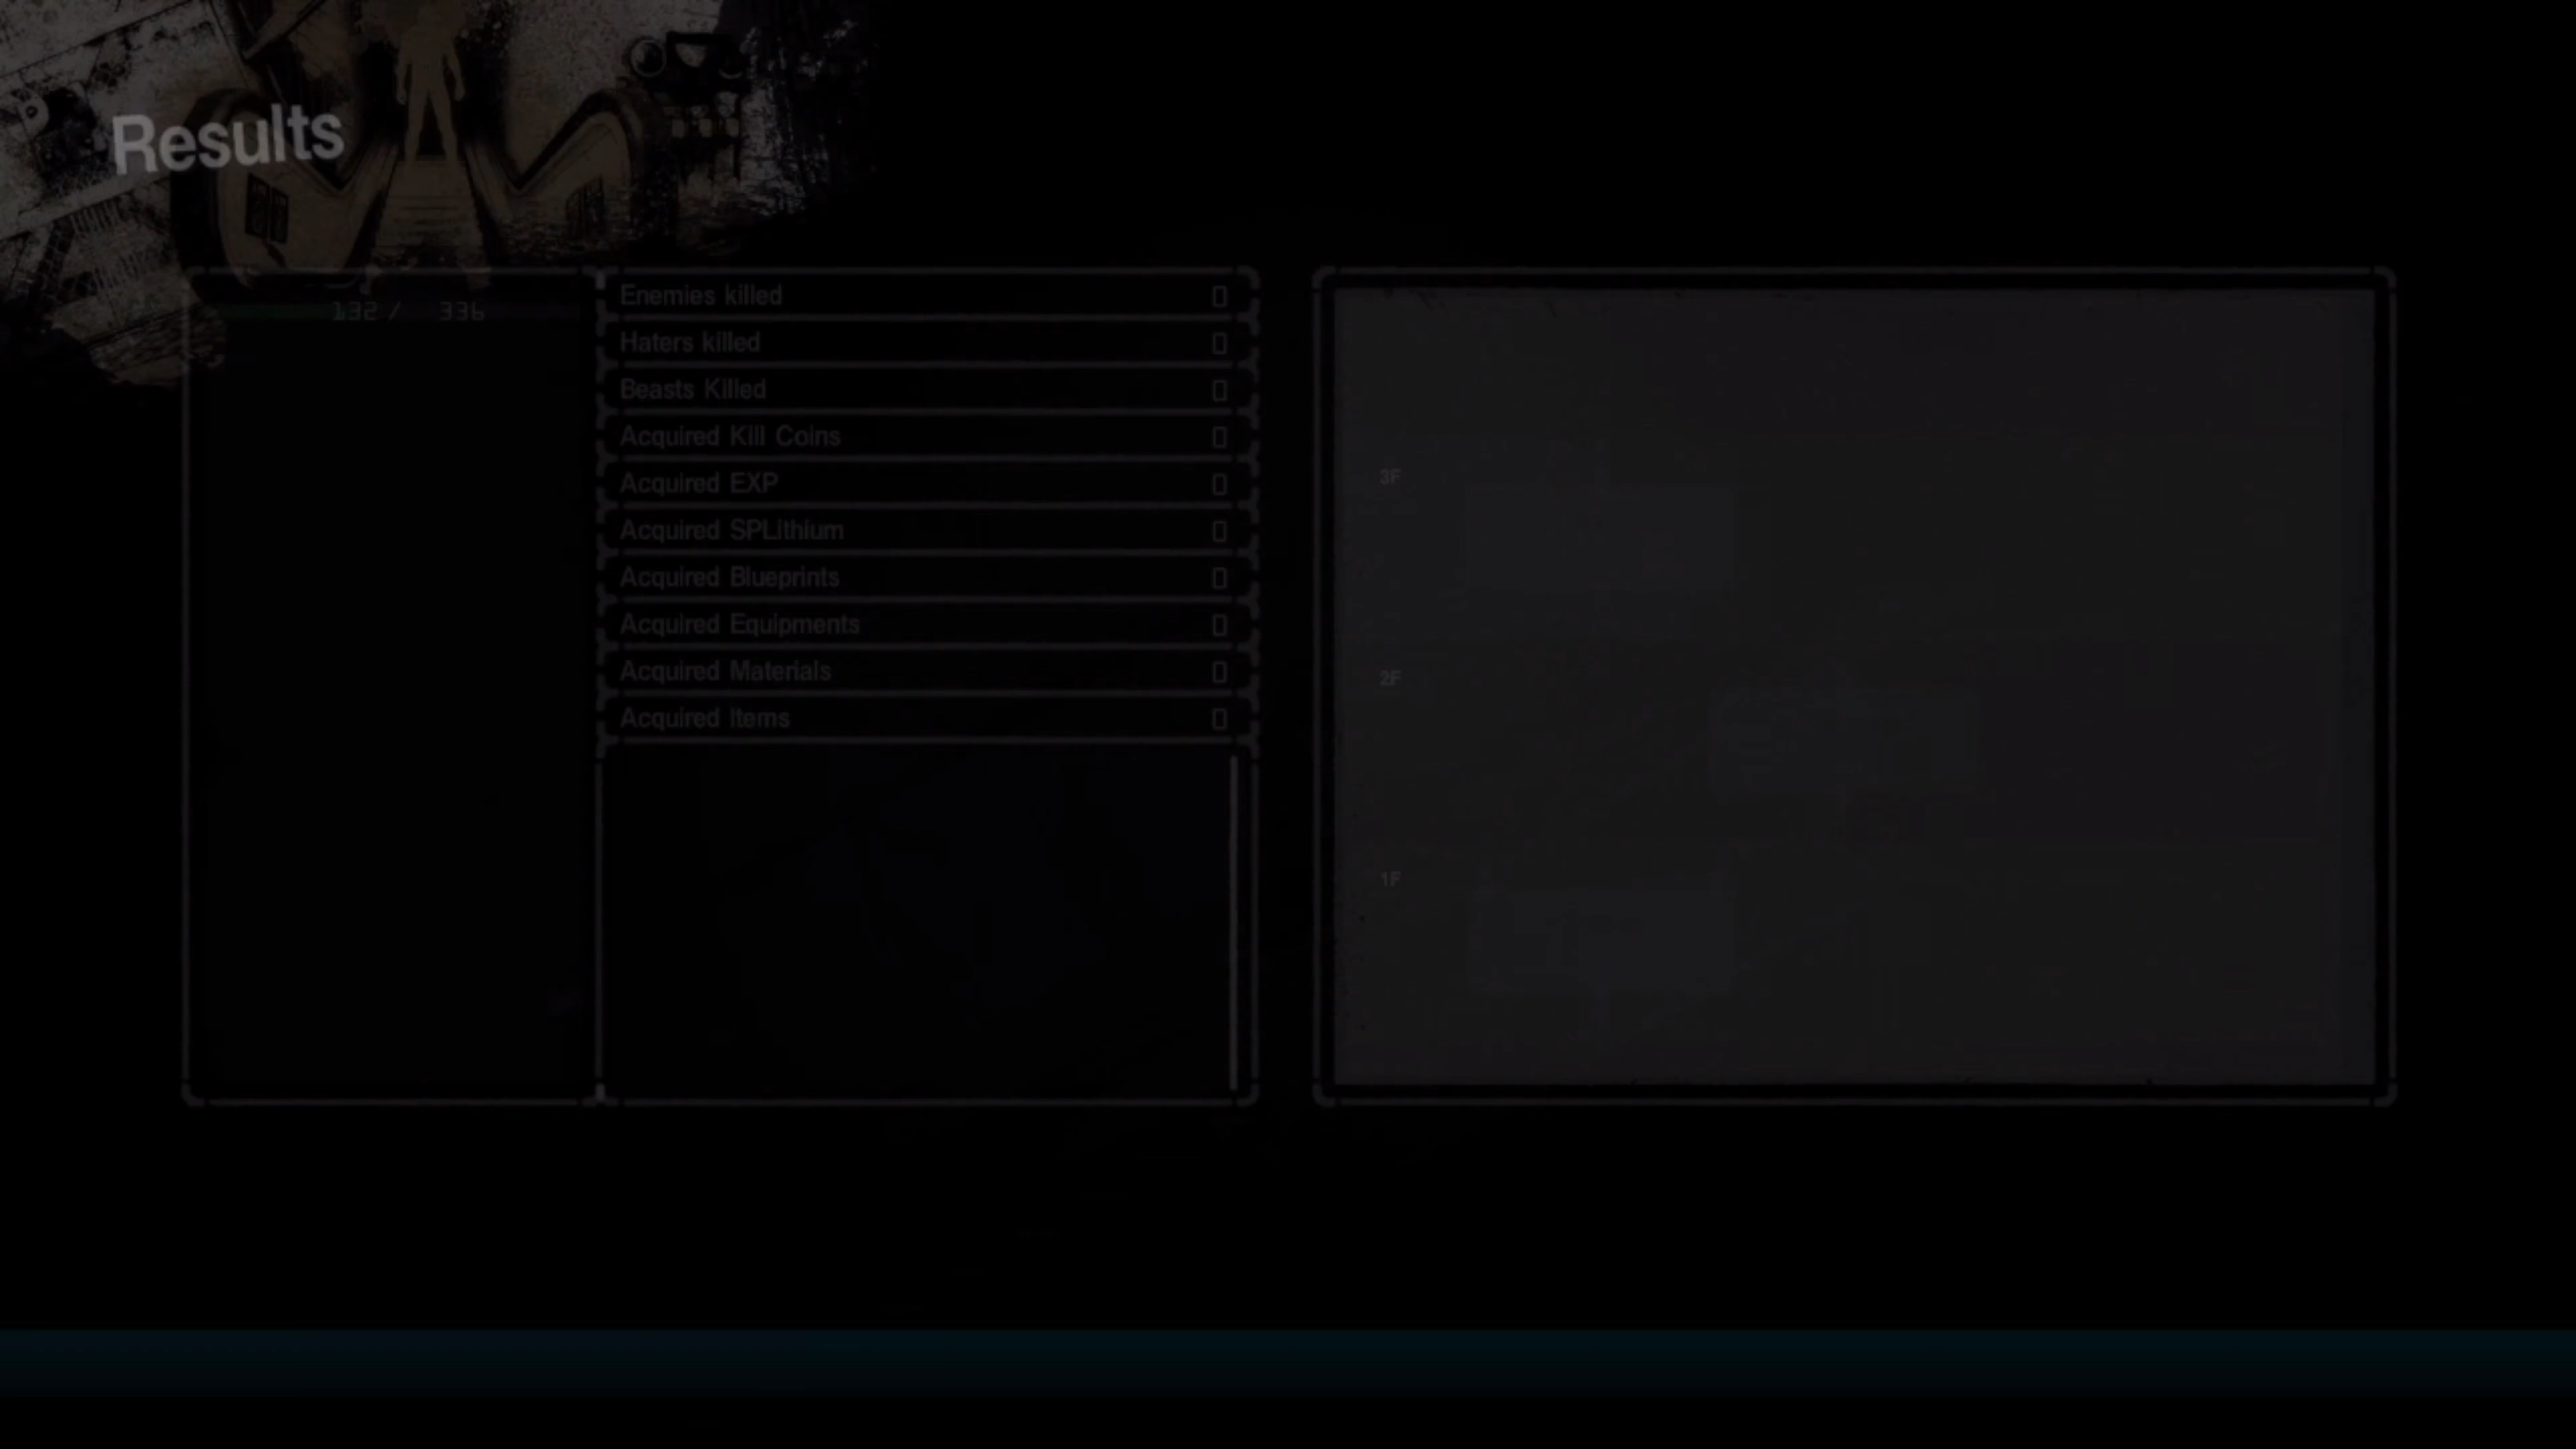 Results
132 / 336
Enemies killed 0
Haters killed 0
Beasts Killed 0
Acquired Kill Coins 0
Acquired EXP 0
Acquired SPLithium 0
Acquired Blueprints 0
Acquired Equipments 0
Acquired Materials 0
Acquired Items 0
3F
2F
1F